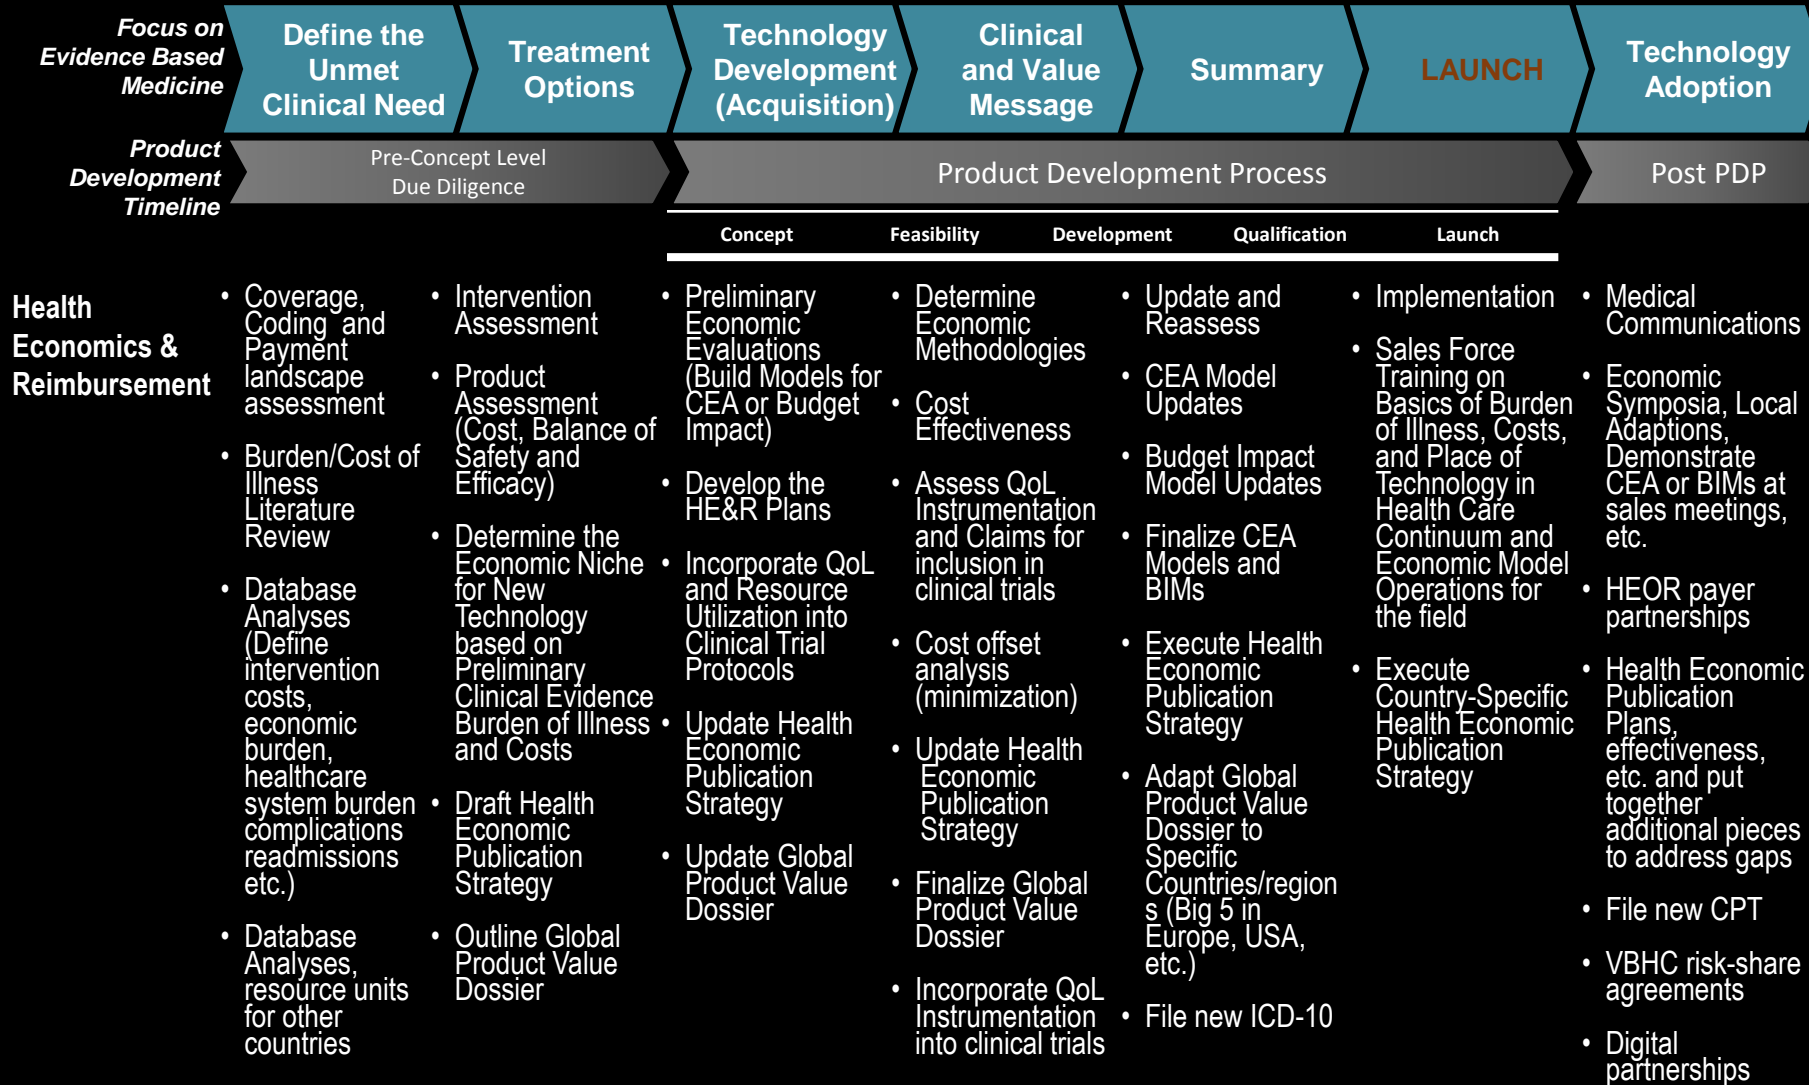 Focus on
Evidence Based
Medicine
Define the
Unmet
Clinical Need
Treatment
Options
Technology
Development
(Acquisition)
Clinical
and Value
Message
Summary
LAUNCH
Technology
Adoption
Product
Development
Timeline
Pre-Concept Level
Due Diligence
Product Development Process
Post PDP
Concept
Feasibility
Development
Qualification
Launch
Health
Economics &
Reimbursement
• Coverage,
Coding and
Payment
landscape
assessment
• Burden/Cost of
Illness
Literature
Review
• Database
Analyses
(Define
intervention
costs,
economic
burden,
healthcare
system burden
complications
readmissions
etc.)
• Database
Analyses,
resource units
for other
countries
• Intervention
Assessment
• Product
Assessment
(Cost, Balance of
Safety and
Efficacy)
• Determine the
Economic Niche
for New
Technology
based on
Preliminary
Clinical Evidence
Burden of Illness
and Costs
• Draft Health
Economic
Publication
Strategy
• Outline Global
Product Value
Dossier
• Preliminary
Economic
Evaluations
(Build Models for
CEA or Budget
Impact)
• Develop the
HE&R Plans
• Incorporate QoL
and Resource
Utilization into
Clinical Trial
Protocols
• Update Health
Economic
Publication
Strategy
• Update Global
Product Value
Dossier
• Determine
Economic
Methodologies
• Cost
Effectiveness
• Assess QoL
Instrumentation
and Claims for
inclusion in
clinical trials
• Cost offset
analysis
(minimization)
• Update Health
Economic
Publication
Strategy
• Finalize Global
Product Value
Dossier
• Incorporate QoL
Instrumentation
into clinical trials
• Update and
Reassess
• CEA Model
Updates
• Budget Impact
Model Updates
• Finalize CEA
Models and
BIMs
• Execute Health
Economic
Publication
Strategy
• Adapt Global
Product Value
Dossier to
Specific
Countries/region
s (Big 5 in
Europe, USA,
etc.)
• File new ICD-10
• Implementation
• Sales Force
Training on
Basics of Burden
of Illness, Costs,
and Place of
Technology in
Health Care
Continuum and
Economic Model
Operations for
the field
• Execute
Country-Specific
Health Economic
Publication
Strategy
• Medical
Communications
• Economic
Symposia, Local
Adaptions,
Demonstrate
CEA or BIMs at
sales meetings,
etc.
• HEOR payer
partnerships
• Health Economic
Publication
Plans,
effectiveness,
etc. and put
together
additional pieces
to address gaps
• File new CPT
• VBHC risk-share
agreements
• Digital
partnerships